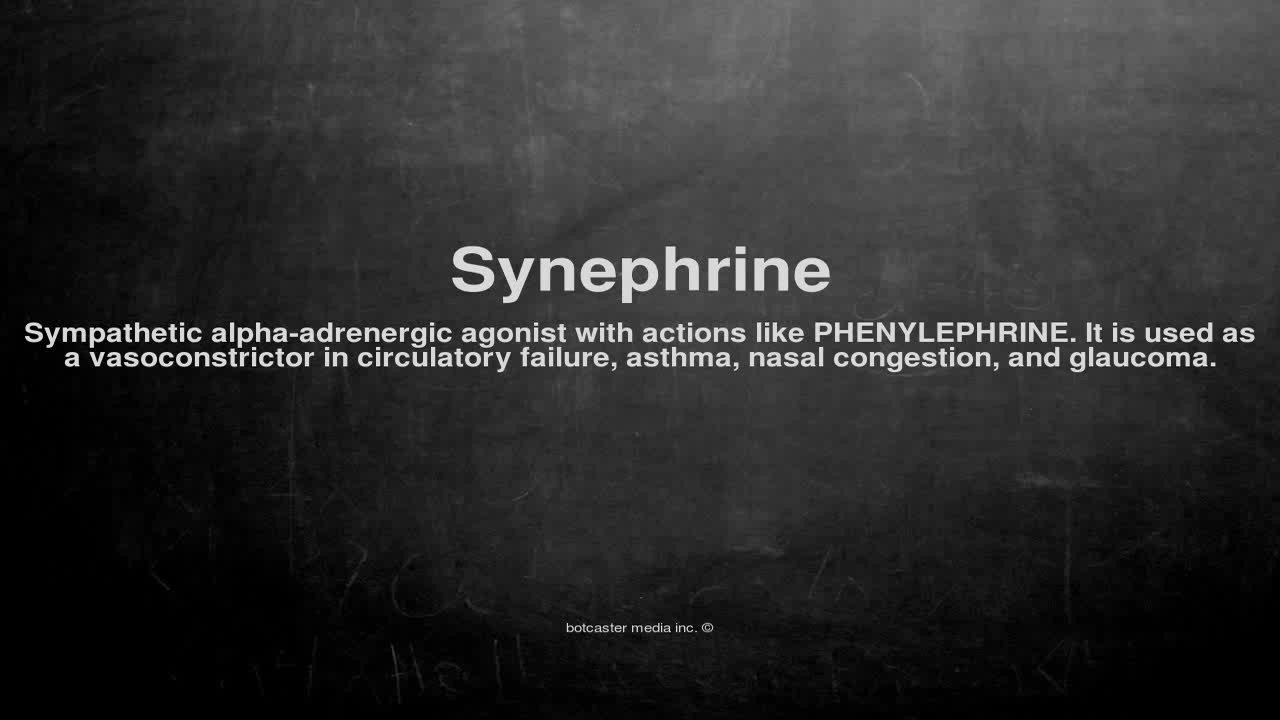 Synephrine
Sympathetic alpha-adrenergic agonist with actions like PHENYLEPHRINE. It is used as
a vasoconstrictor in circulatory failure, asthma, nasal congestion, and glaucoma.
botcaster media inc. ©